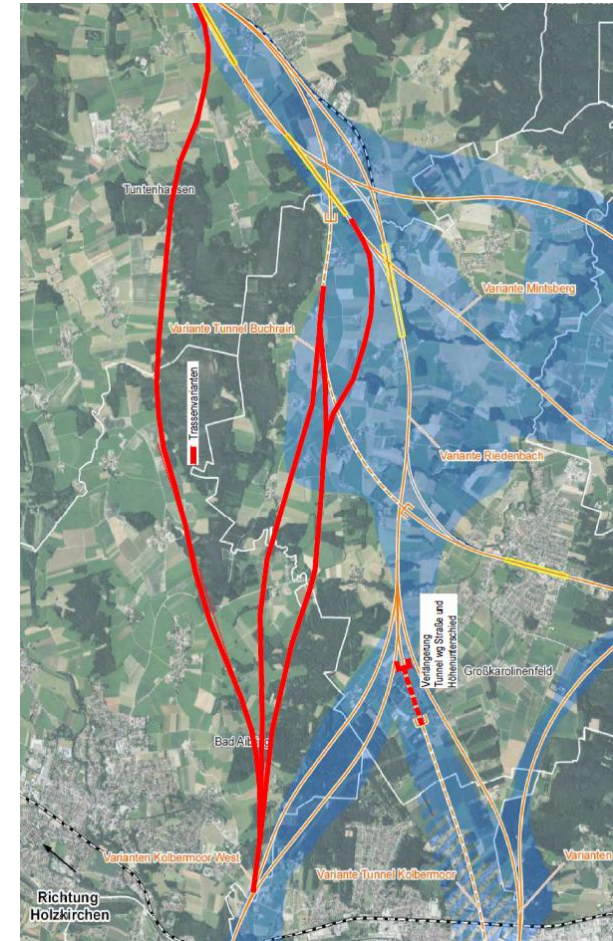 Tuntenhausen
Variante Mintsberg
Variante Tunnel Buchrain
Trassenvarianten
Variante Riedenbach
Verlängerung
Tunnel wg Straße und
Höhenunterschied
Großkarolinenfeld
Bad Aibling
Varianten Kolbermoor West
Variante Tunnel Kolbermoor
Varianten
Richtung
Holzkirchen